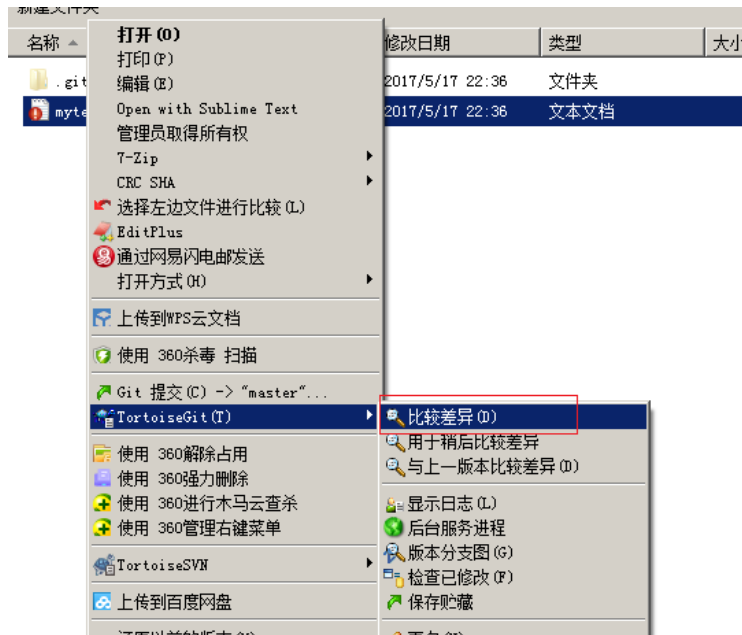 新建文件夹
名称 修改日期 类型 大小
.git 2017/5/17 22:36 文件夹
myte 2017/5/17 22:36 文本文档
打开(O)
打印(P)
编辑(E)
Open with Sublime Text
管理员取得所有权
7-Zip
CRC SHA
选择左边文件进行比较(L)
EditPlus
通过网易闪电邮发送
打开方式(H)
上传到WPS云文档
使用 360杀毒 扫描
Git 提交(C) -> "master"...
TortoiseGit(T)
使用 360解除占用
使用 360强力删除
使用 360进行木马云查杀
使用 360管理右键菜单
TortoiseSVN
上传到百度网盘
比较差异(D)
用于稍后比较差异
与上一版本比较差异(D)
显示日志(L)
后台服务进程
版本分支图(G)
检查已修改(F)
保存贮藏